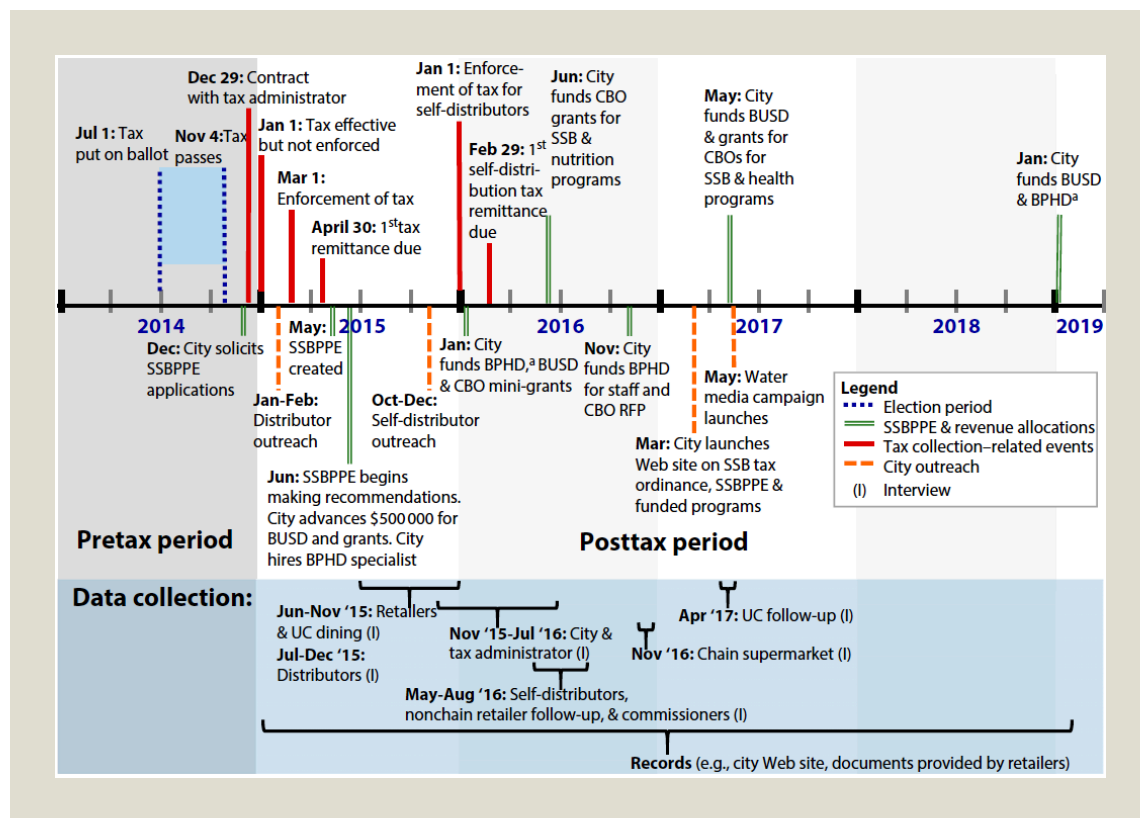 Dec 29: Contract
with tax administrator
Jul 1: Tax
put on ballot
Nov 4:Tax
passes
Jan 1: Tax effective
but not enforced
Mar 1:
Enforcement of tax
April 30: 1st tax
remittance due
Jan 1: Enforce-
ment of tax for
self-distributors
Feb 29: 1st
self-distri-
bution tax
remittance
due
Jun: City
funds CBO
grants for
SSB &
nutrition
programs
May: City
funds BUSD
& grants for
CBOs for
SSB & health
programs
Jan: City
funds BUSD
& BPHDa
2014
2015
2016
2017
2018
2019
Dec: City solicits
SSBPPE
applications
Jan-Feb:
Distributor
outreach
May:
SSBPPE
created
Jun: SSBPPE begins
making recommendations.
City advances $500 000 for
BUSD and grants. City
hires BPHD specialist
Oct-Dec:
Self-distributor
outreach
Jan: City
funds BPHD,a BUSD
& CBO mini-grants
Nov: City
funds BPHD
for staff and
CBO RFP
Mar: City launches
Web site on SSB tax
ordinance, SSBPPE &
funded programs
May: Water
media campaign
launches
Legend
Election period
SSBPPE & revenue allocations
Tax collection–related events
City outreach
(I) Interview
Pretax period
Posttax period
Data collection:
Jun-Nov ‘15: Retailers
& UC dining (I)
Jul-Dec ‘15:
Distributors (I)
Nov ‘15-Jul ‘16: City &
tax administrator (I)
May-Aug ‘16: Self-distributors,
nonchain retailer follow-up, & commissioners (I)
Nov ‘16: Chain supermarket (I)
Apr ‘17: UC follow-up (I)
Records (e.g., city Web site, documents provided by retailers)